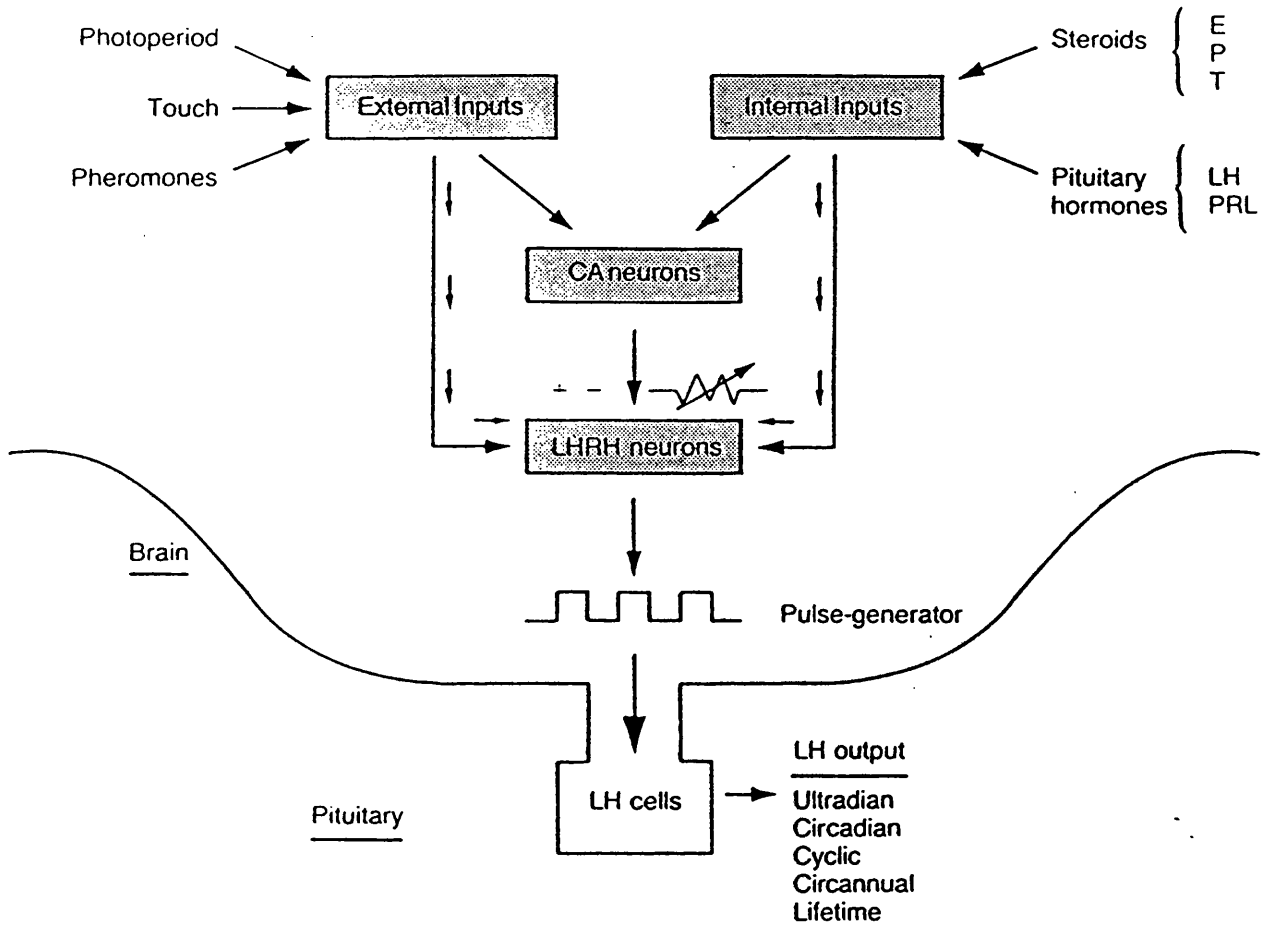 Photoperiod
Touch
Pheromones
External Inputs
Internal Inputs
Steroids { E
P
T
Pituitary
hormones { LH
PRL
CA neurons
+ –
LHRH neurons
Brain
Pulse-generator
Pituitary
LH cells
LH output
Ultradian
Circadian
Cyclic
Circannual
Lifetime